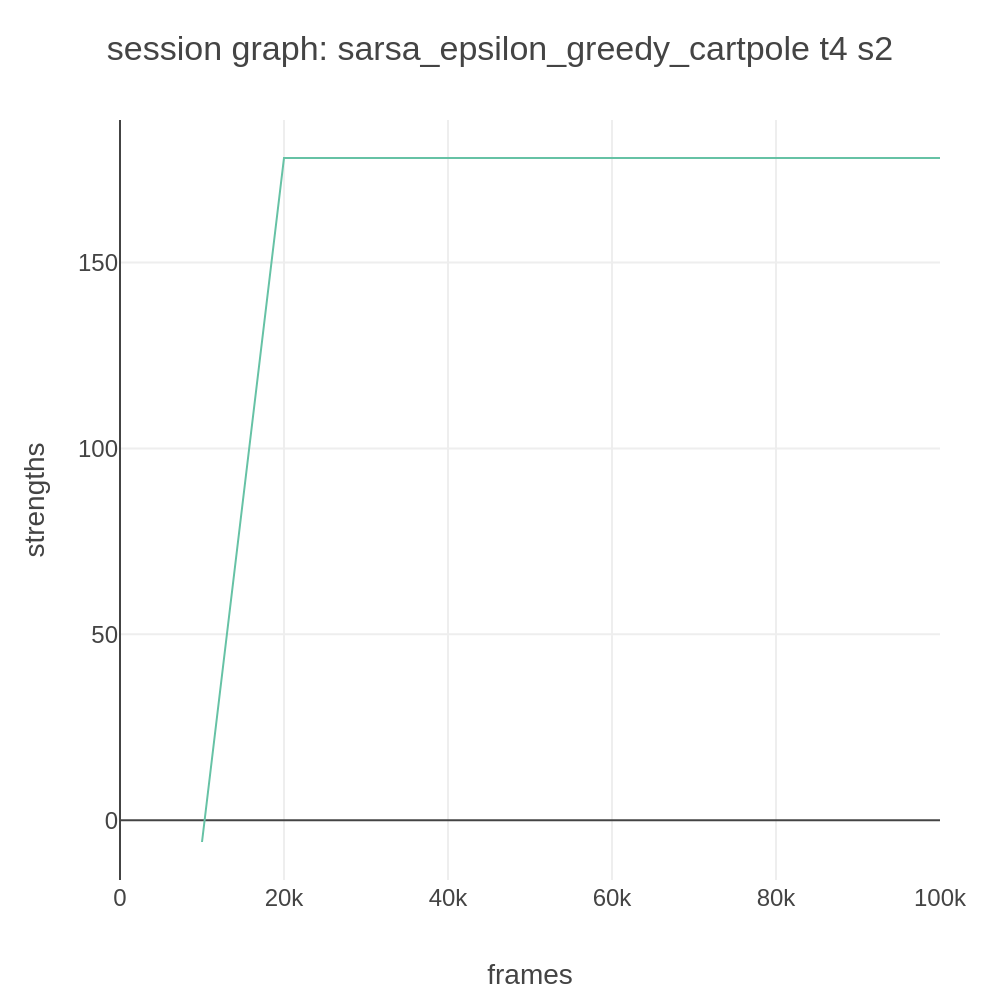 session graph: sarsa_epsilon_greedy_cartpole t4 s2
150
100
50
0
strengths
0
20k
40k
60k
80k
100k
frames